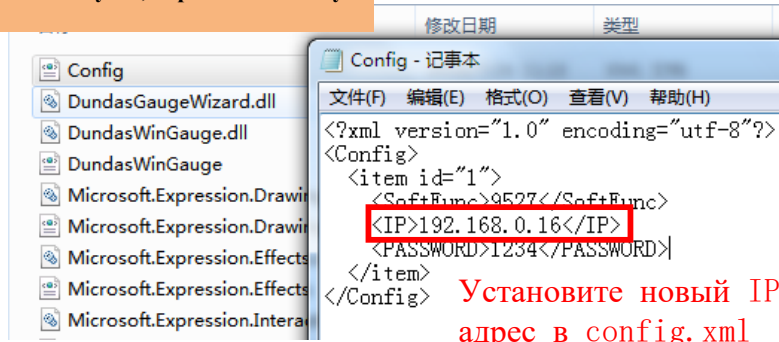 修改日期 类型
Config
DundasGaugeWizard.dll
DundasWinGauge.dll
DundasWinGauge
Microsoft.Expression.Drawi
Microsoft.Expression.Drawi
Microsoft.Expression.Effects
Microsoft.Expression.Effects
Microsoft.Expression.Intera
Config - 记事本
文件(F) 编辑(E) 格式(O) 查看(V) 帮助(H)
<?xml version="1.0" encoding="utf-8"?>
<Config>
<item id="1">
<SoftFunc>9527</SoftFunc>
<IP>192.168.0.16</IP>
<PASSWORD>1234</PASSWORD>
</item>
</Config>
Установите новый IP
адрес в config.xml